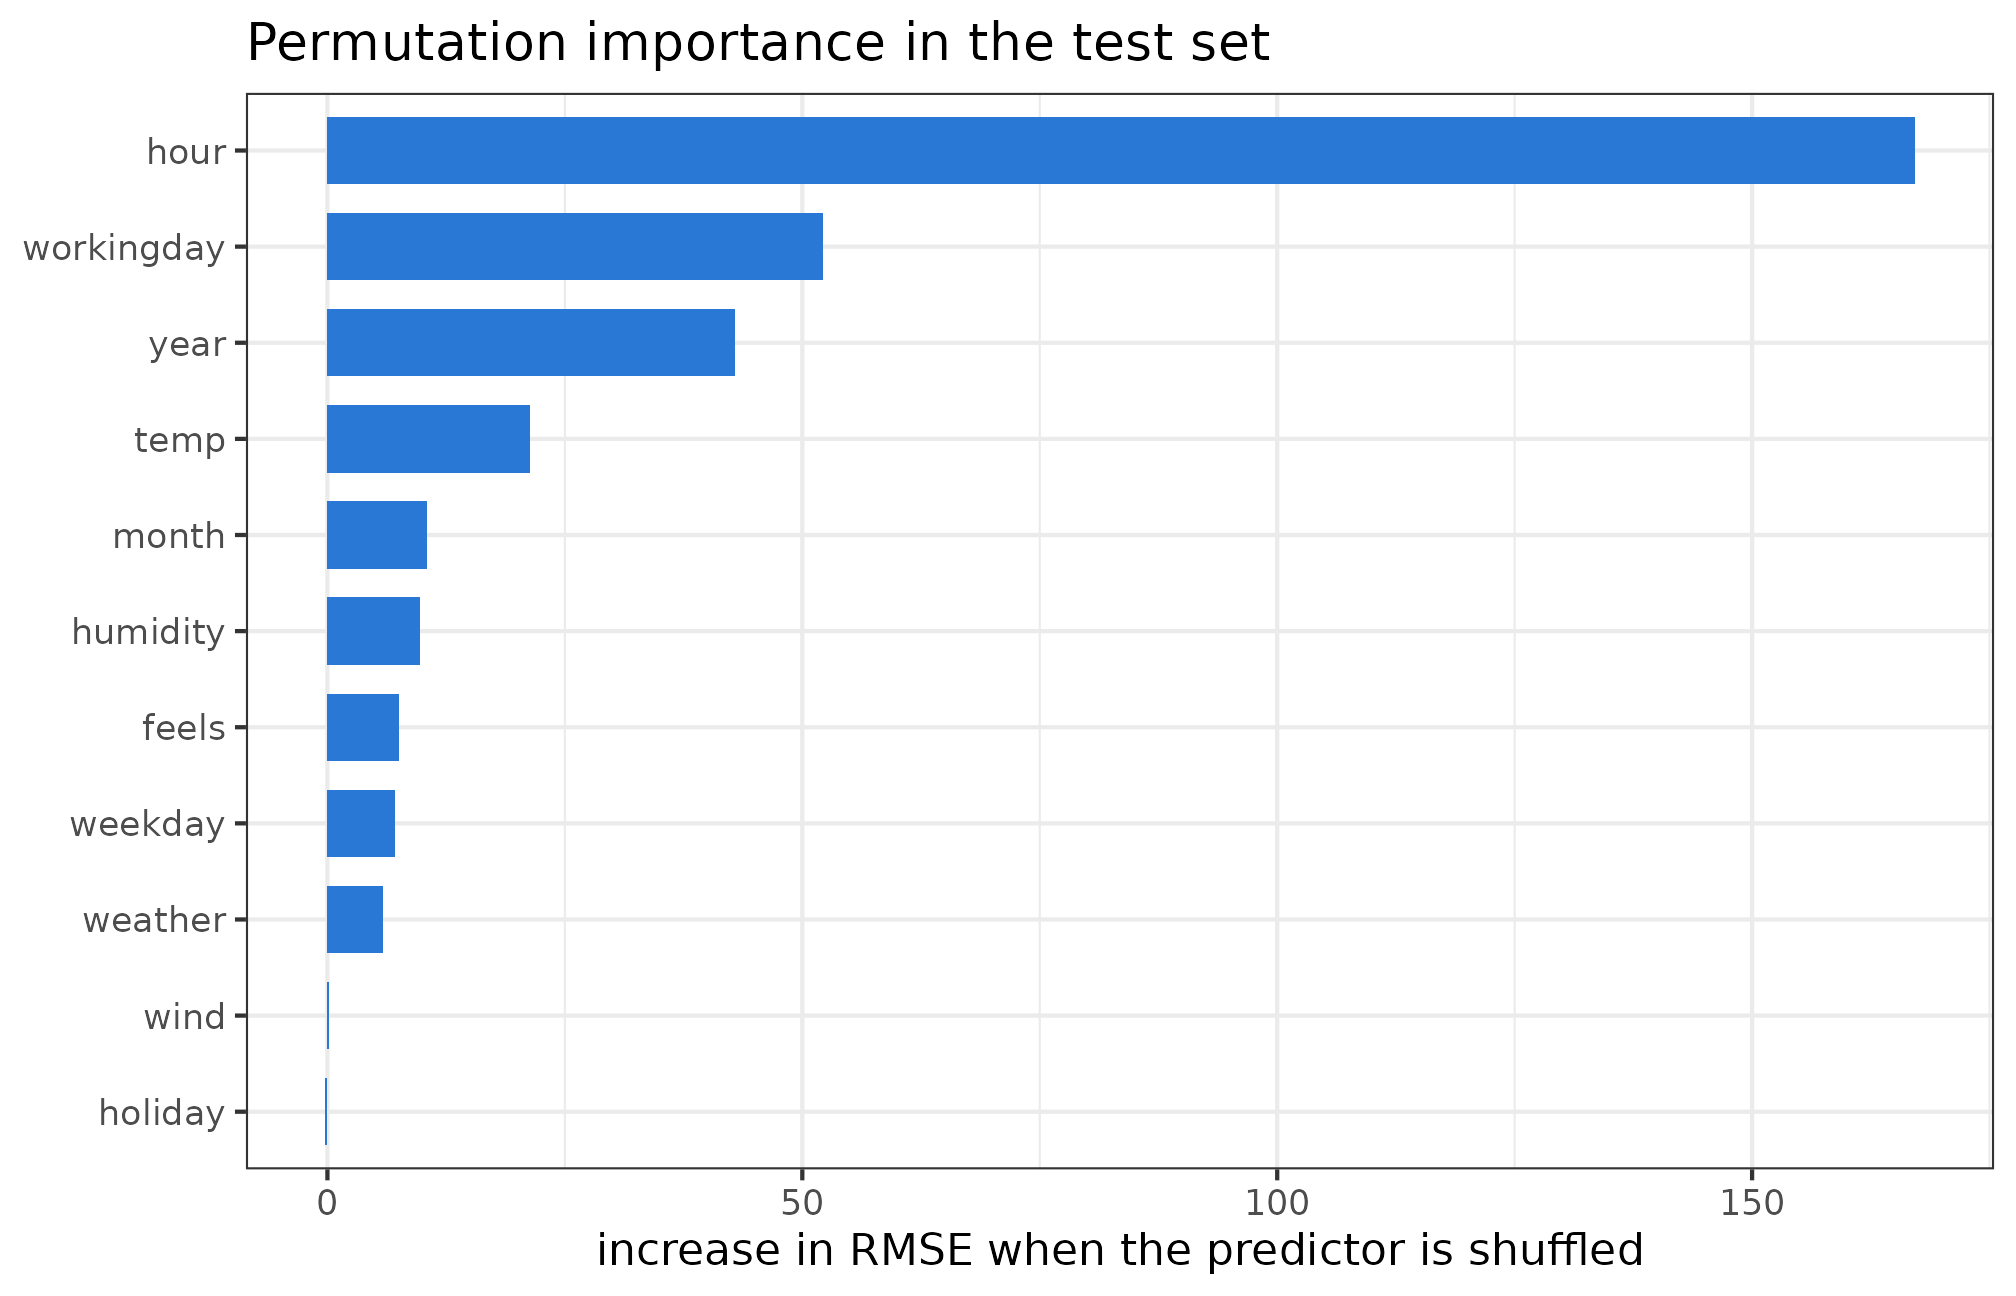 Permutation importance in the test set
hour
workingday
year
temp
month
humidity
feels
weekday
weather
wind
holiday
0 50 100 150
increase in RMSE when the predictor is shuffled